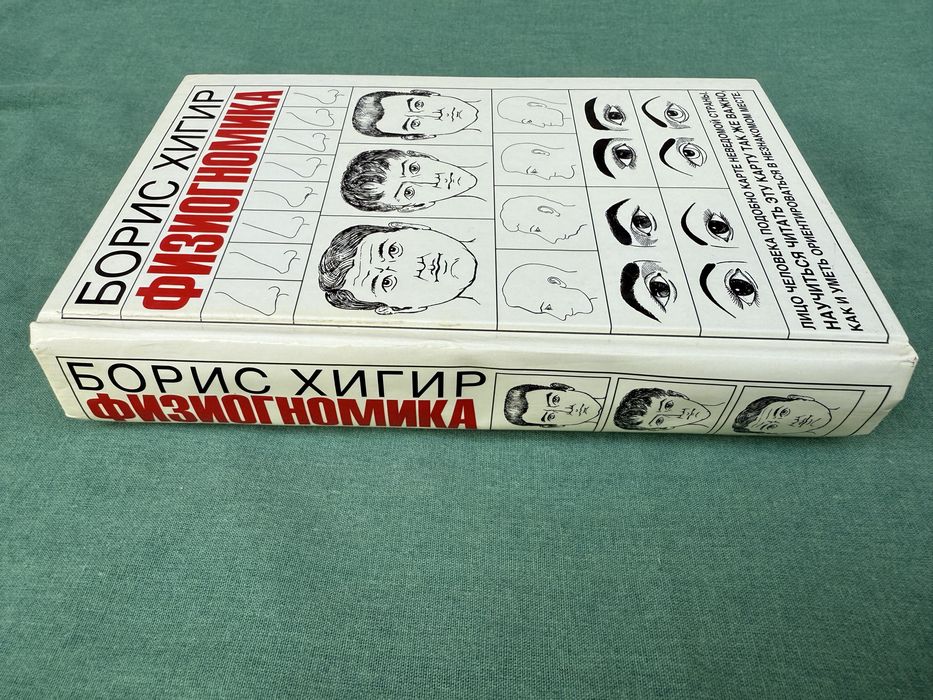 БОРИС ХИГИР
ФИЗИОГНОМИКА
ЛИЦО ЧЕЛОВЕКА ПОДОБНО КАРТЕ НЕВЕДОМОЙ СТРАНЫ.
НАУЧИТЬСЯ ЧИТАТЬ ЭТУ КАРТУ ТАК ЖЕ ВАЖНО,
КАК И УМЕТЬ ОРИЕНТИРОВАТЬСЯ В НЕЗНАКОМОМ МЕСТЕ.
БОРИС ХИГИР
ФИЗИОГНОМИКА